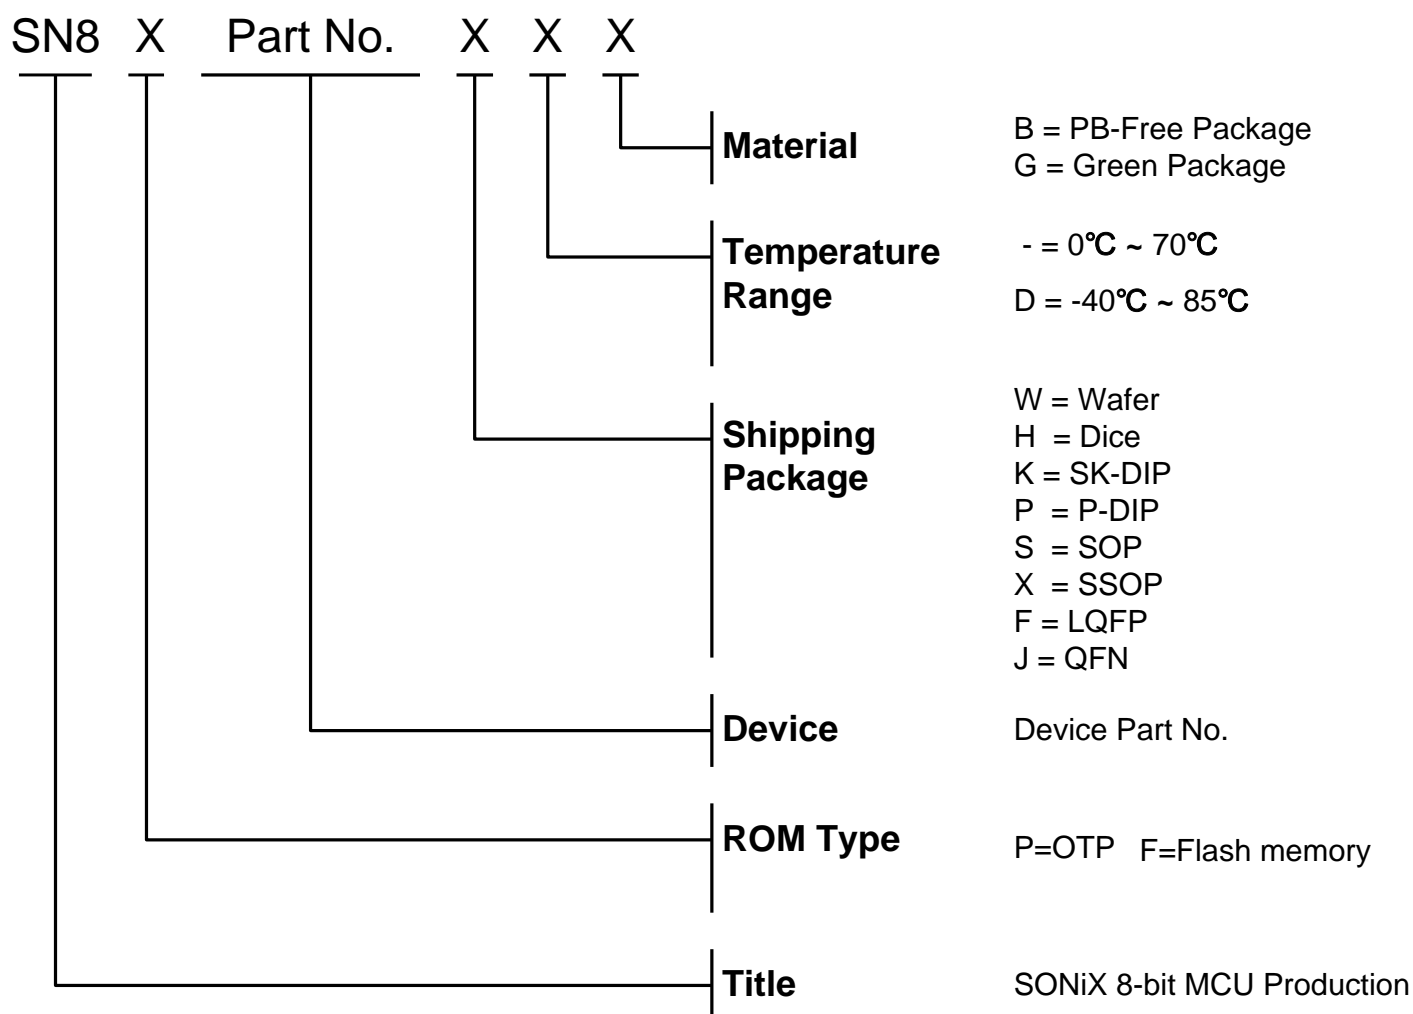 SN8 X Part No. X X X
Material
B = PB-Free Package
G = Green Package
Temperature
Range
- = 0℃ ~ 70℃
D = -40℃ ~ 85℃
Shipping
Package
W = Wafer
H = Dice
K = SK-DIP
P = P-DIP
S = SOP
X = SSOP
F = LQFP
J = QFN
Device
Device Part No.
ROM Type
P=OTP F=Flash memory
Title
SONiX 8-bit MCU Production